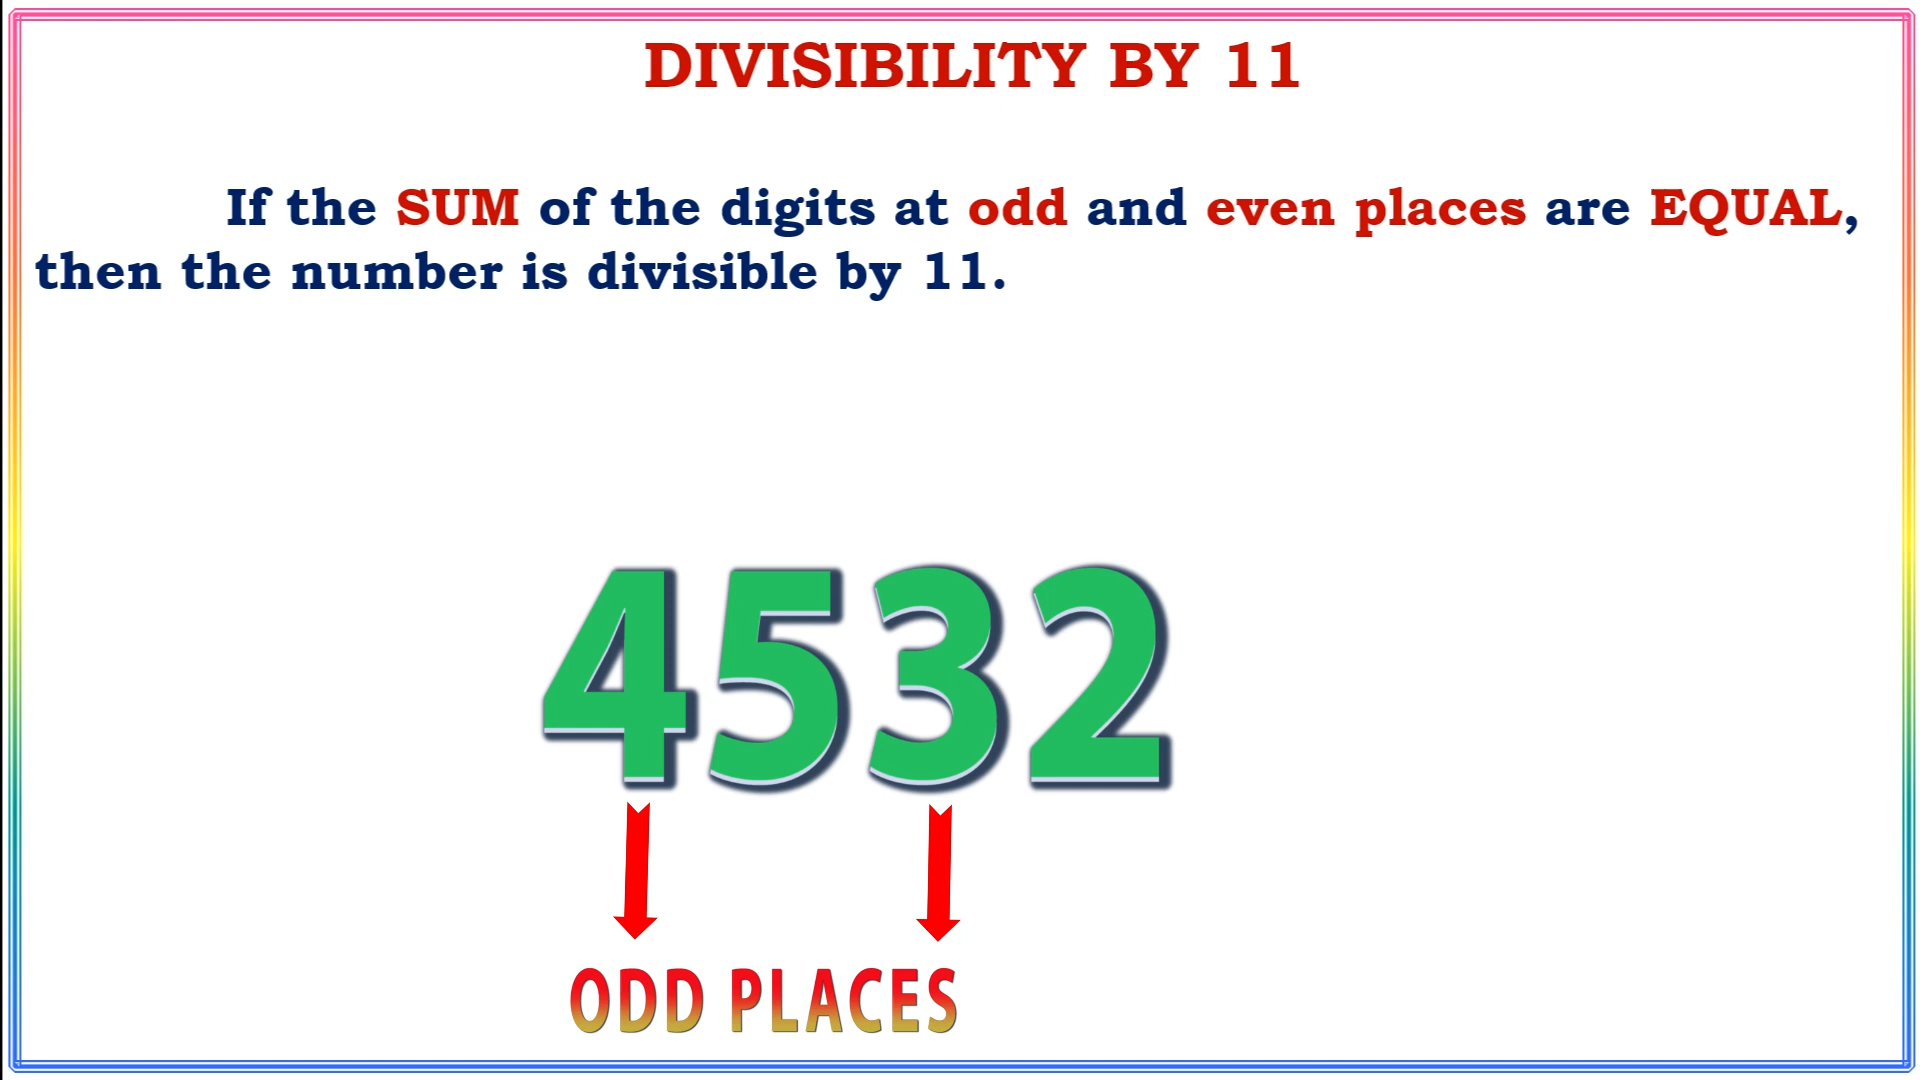 DIVISIBILITY BY 11
If the SUM of the digits at odd and even places are EQUAL,
then the number is divisible by 11.
4532
ODD PLACES